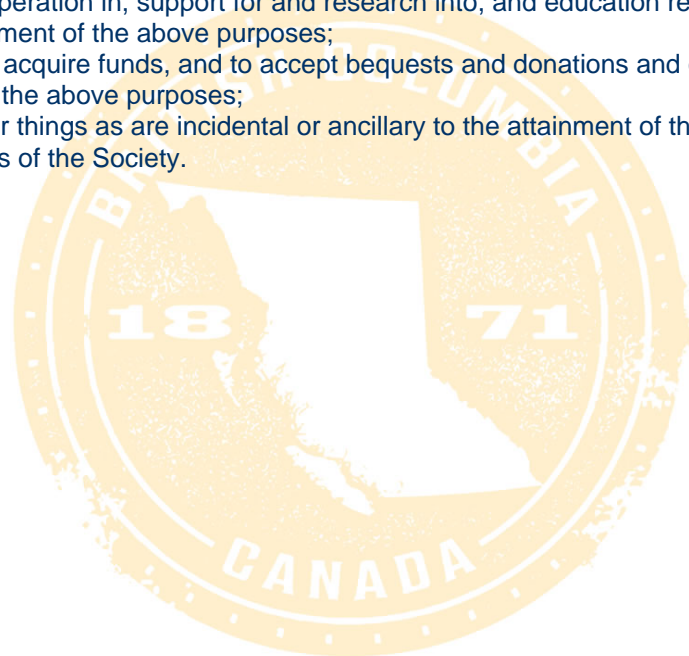 peration in, support for and research into, and education re
ment of the above purposes;
acquire funds, and to accept bequests and donations and
the above purposes;
r things as are incidental or ancillary to the attainment of th
s of the Society.
BRITISH COLUMBIA
18 71
CANADA